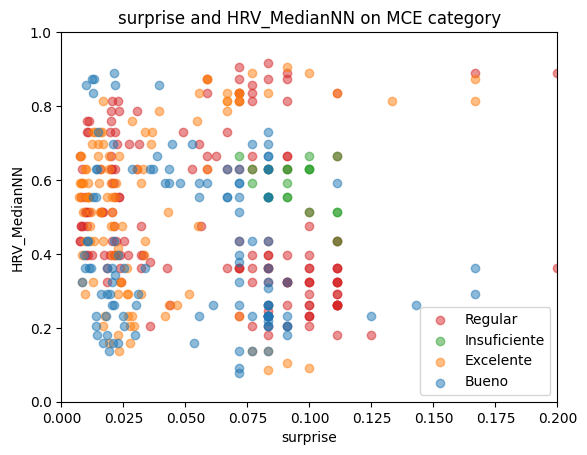 surprise and HRV_MedianNN on MCE category
1.0
0.8
0.6
0.4
0.2
0.0
HRV_MedianNN
0.000
0.025
0.050
0.075
0.100
0.125
0.150
0.175
0.200
surprise
Regular
Insuficiente
Excelente
Bueno